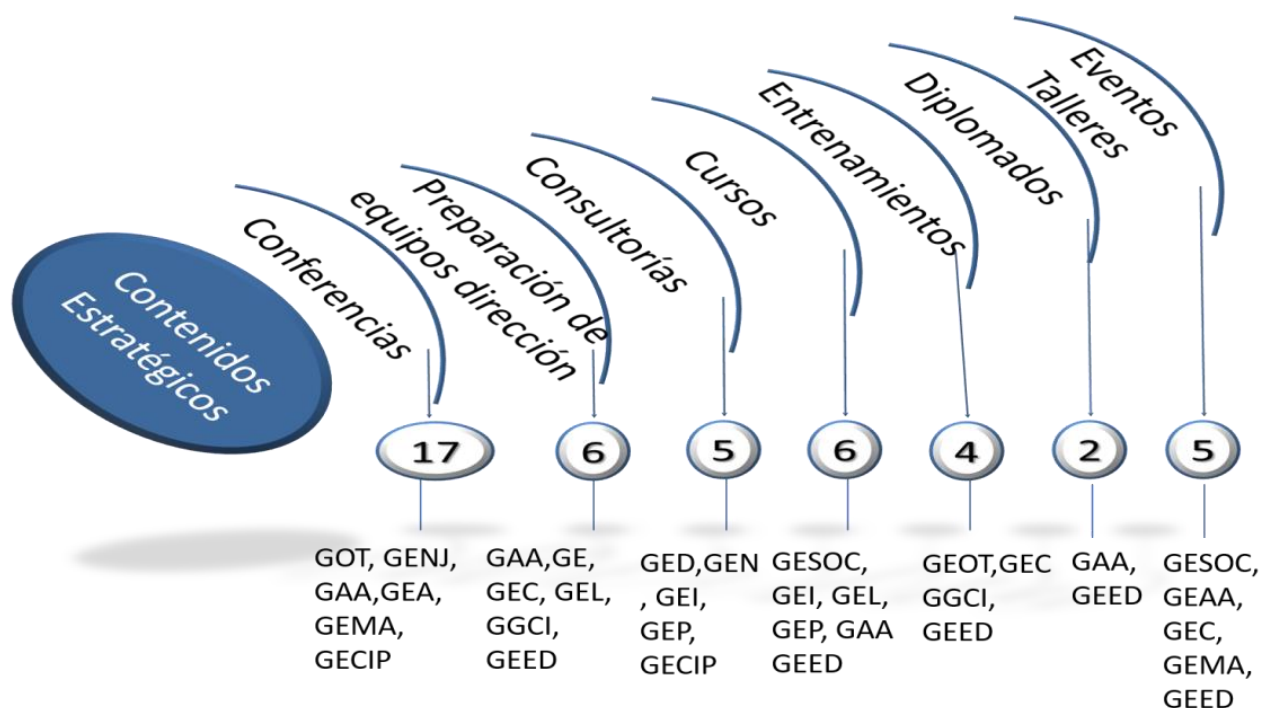 Contenidos
Estratégicos
Conferencias
Preparación de
equipos dirección
Consultorías
Cursos
Entrenamientos
Diplomados
Eventos
Talleres
17
6
5
6
4
2
5
GOT, GENJ,
GAA,GEA,
GEMA,
GECIP
GAA,GE,
GEC, GEL,
GGCI,
GEED
GED,GEN
, GEI,
GEP,
GECIP
GESOC,
GEI, GEL,
GEP, GAA
GEED
GEOT,GEC
GGCI,
GEED
GAA,
GEED
GESOC,
GEAA,
GEC,
GEMA,
GEED